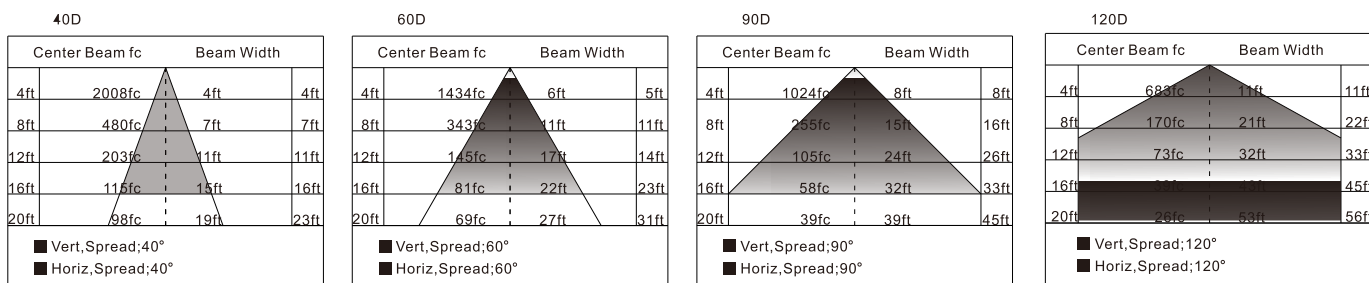 40D
Center Beam fc Beam Width
4ft 2008fc 4ft 4ft
8ft 480fc 7ft 7ft
12ft 203fc 11ft 11ft
16ft 115fc 15ft 16ft
20ft 98fc 19ft 23ft
Vert,Spread;40°
Horiz,Spread;40°
60D
Center Beam fc Beam Width
4ft 1434fc 6ft 5ft
8ft 343fc 11ft 11ft
12ft 145fc 17ft 14ft
16ft 81fc 22ft 23ft
20ft 69fc 27ft 31ft
Vert,Spread;60°
Horiz,Spread;60°
90D
Center Beam fc Beam Width
4ft 1024fc 8ft 8ft
8ft 255fc 15ft 16ft
12ft 105fc 24ft 26ft
16ft 58fc 32ft 33ft
20ft 39fc 39ft 45ft
Vert,Spread;90°
Horiz,Spread;90°
120D
Center Beam fc Beam Width
4ft 683fc 11ft 11ft
8ft 170fc 21ft 22ft
12ft 73fc 32ft 33ft
16ft 39fc 43ft 45ft
20ft 26fc 53ft 56ft
Vert,Spread;120°
Horiz,Spread;120°